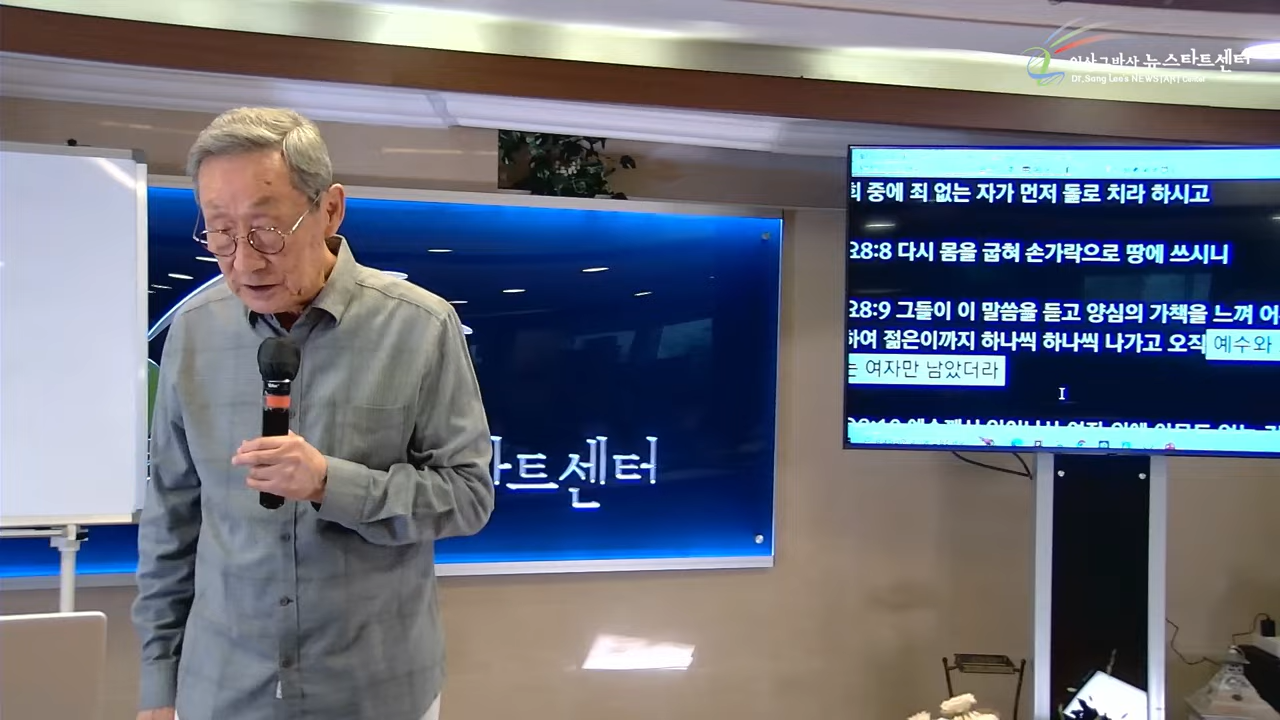 이상구박사 뉴스타트센터
Dr.Sang Lee's NEWSTART Center
중에 죄 없는 자가 먼저 돌로 치라 하시고
요8:8 다시 몸을 굽혀 손가락으로 땅에 쓰시니
요8:9 그들이 이 말씀을 듣고 양심의 가책을 느껴
하여 젊은이까지 하나씩 하나씩 나가고 오직 예수와
는 여자만 남았더라
타트센터